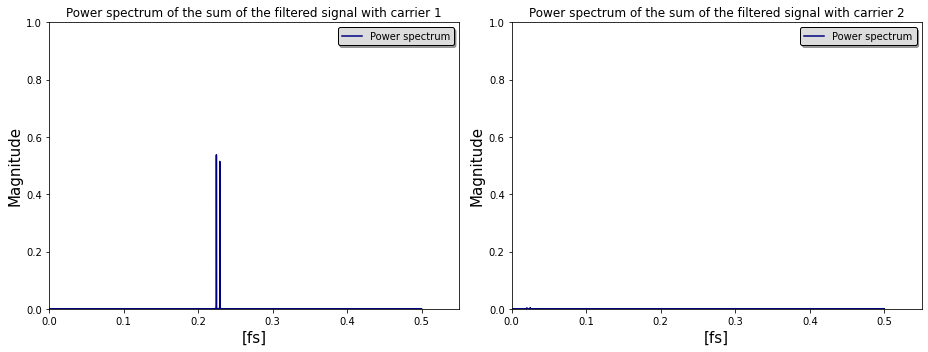 Power spectrum of the sum of the filtered signal with carrier 1
Power spectrum
Magnitude
1.0
0.8
0.6
0.4
0.2
0.0
0.0 0.1 0.2 0.3 0.4 0.5
[fs]
Power spectrum of the sum of the filtered signal with carrier 2
Power spectrum
Magnitude
1.0
0.8
0.6
0.4
0.2
0.0
0.0 0.1 0.2 0.3 0.4 0.5
[fs]